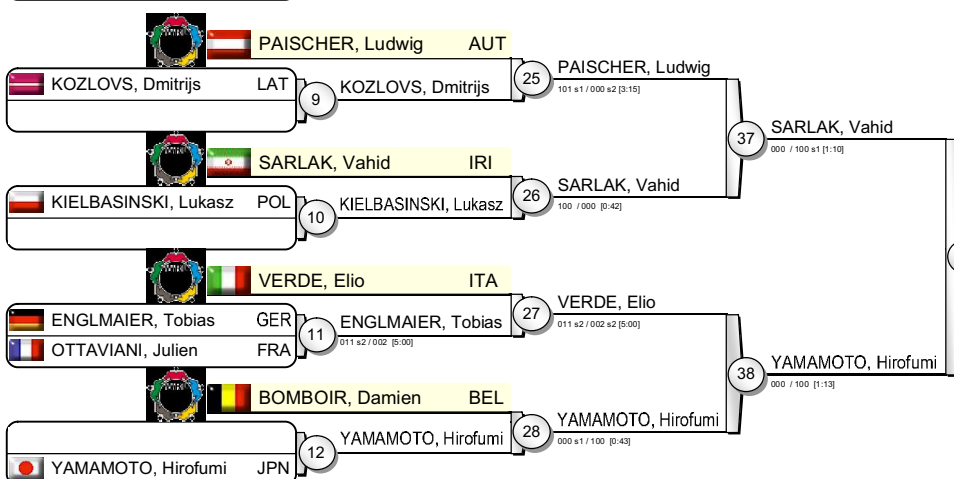 PAISCHER, Ludwig AUT
KOZLOVS, Dmitrijs LAT
9
KOZLOVS, Dmitrijs
25
PAISCHER, Ludwig
101 s1 / 000 s2 [3:15]
37
SARLAK, Vahid
000 / 100 s1 [1:10]
SARLAK, Vahid IRI
KIELBASINSKI, Lukasz POL
10
KIELBASINSKI, Lukasz
26
SARLAK, Vahid
100 / 000 [0:42]
VERDE, Elio ITA
ENGLMAIER, Tobias GER
OTTAVIANI, Julien FRA
11
ENGLMAIER, Tobias
011 s2 / 002 [5:00]
27
VERDE, Elio
011 s2 / 002 s2 [5:00]
38
YAMAMOTO, Hirofumi
000 / 100 [1:13]
BOMBOIR, Damien BEL
YAMAMOTO, Hirofumi JPN
12
YAMAMOTO, Hirofumi
28
YAMAMOTO, Hirofumi
000 s1 / 100 [0:43]